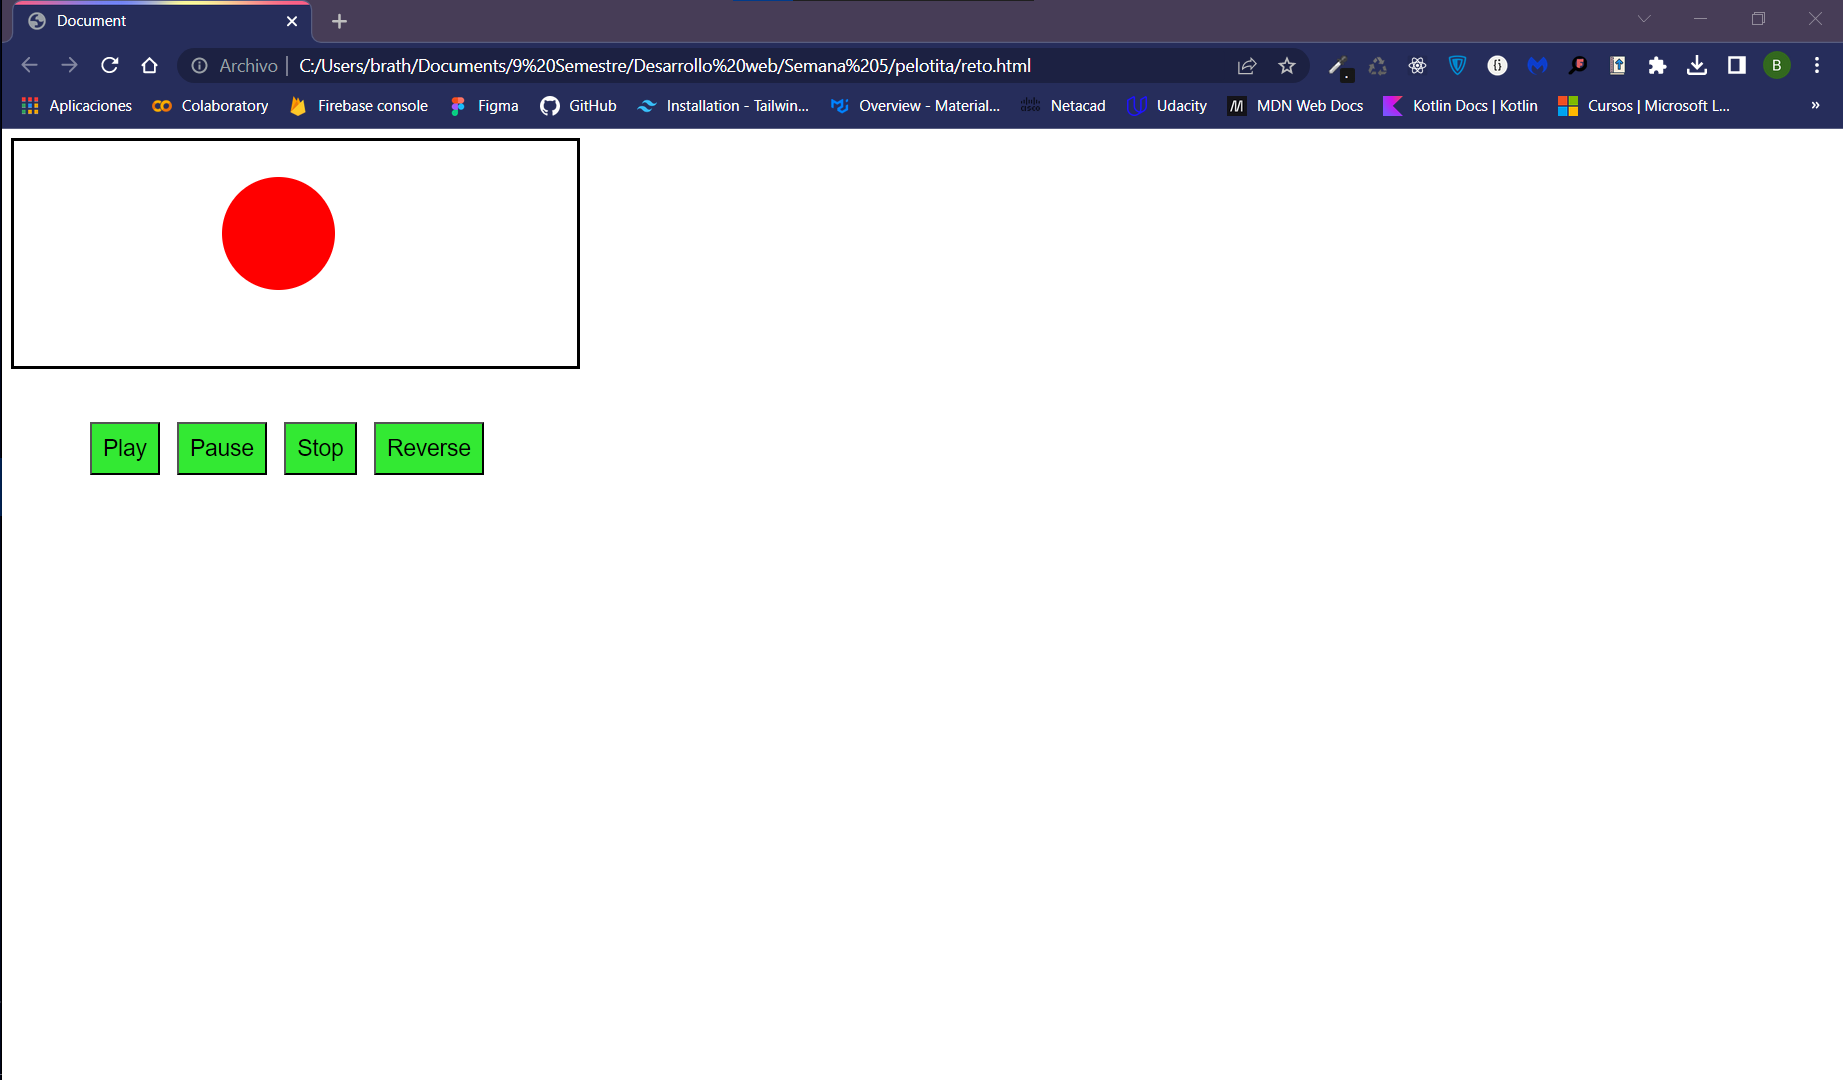 Document
Archivo | C:/Users/brath/Documents/9%20Semestre/Desarrollo%20web/Semana%205/pelotita/reto.html
B
Aplicaciones Colaboratory Firebase console Figma GitHub Installation - Tailwin... Overview - Material... Netacad Udacity MDN Web Docs Kotlin Docs | Kotlin Cursos | Microsoft L... »
Play Pause Stop Reverse